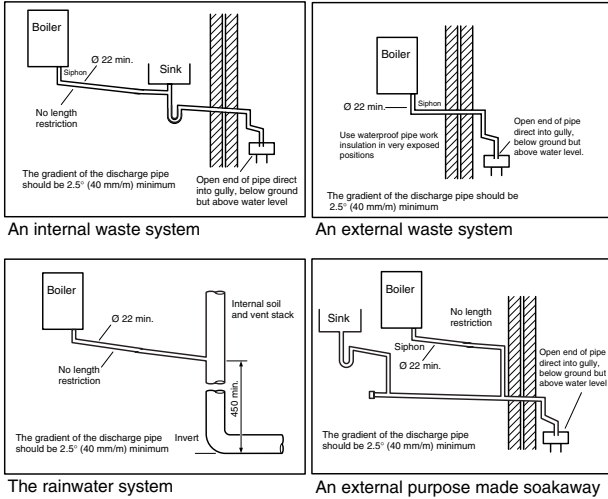 Boiler
Ø 22 min.
Siphon
Sink
No length
restriction
The gradient of the discharge pipe
should be 2.5° (40 mm/m) minimum
Open end of pipe direct
into gully, below ground
but above water level
An internal waste system
Boiler
Ø 22 min.
Siphon
Use waterproof pipe work
insulation in very exposed
positions
Open end of pipe
direct into gully,
below ground but
above water level.
The gradient of the discharge pipe should be
2.5° (40 mm/m) minimum
An external waste system
Boiler
Ø 22 min.
No length
restriction
Internal soil
and vent stack
450 min.
Invert
The gradient of the discharge pipe
should be 2.5° (40 mm/m) minimum
The rainwater system
Boiler
Sink
No length
restriction
Siphon
Ø 22 min.
Open end of pipe
direct into gully,
below ground but
above water level
The gradient of the discharge pipe
should be 2.5° (40 mm/m) minimum
An external purpose made soakaway